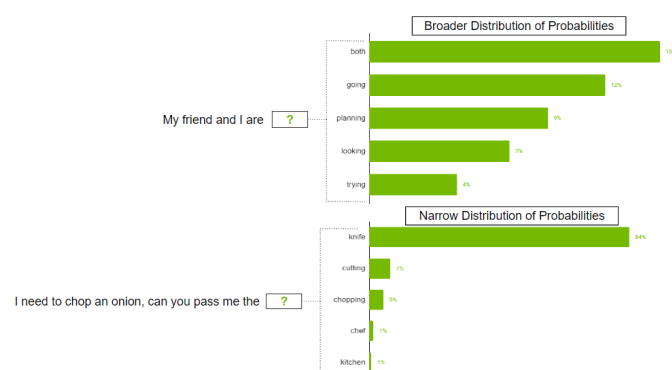 Broader Distribution of Probabilities
both
going 12%
My friend and I are ?
planning 9%
looking 7%
trying 4%
Narrow Distribution of Probabilities
knife 84%
cutting 7%
I need to chop an onion, can you pass me the ?
chopping
chef 1%
kitchen 1%